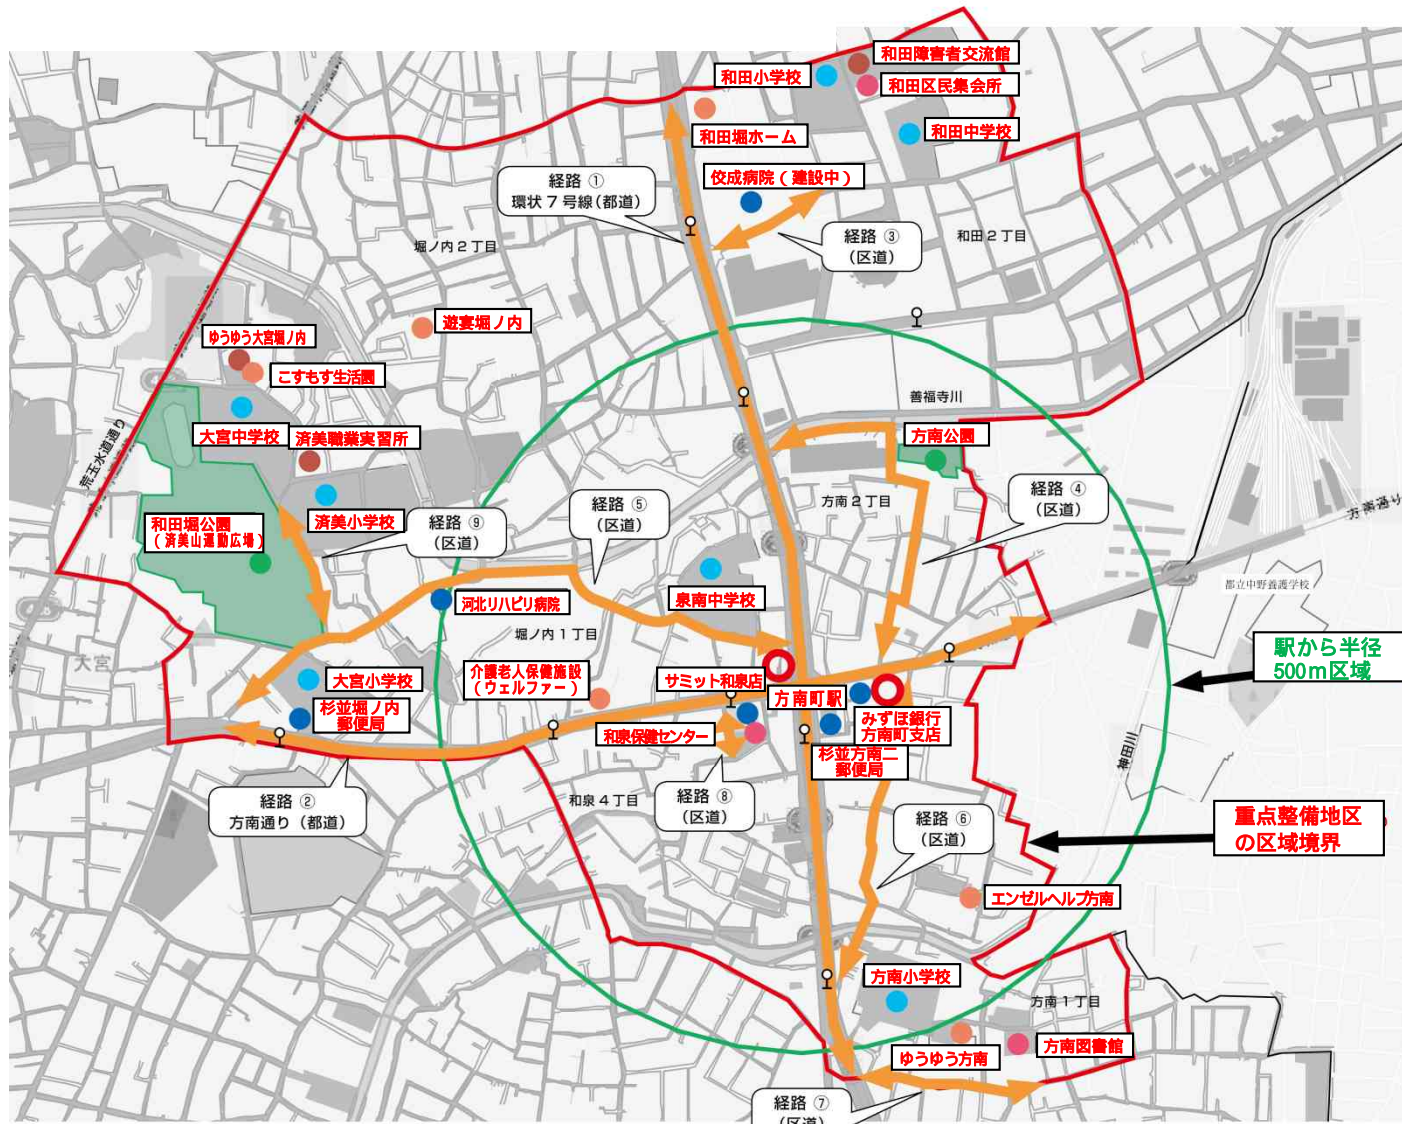 和田障害者交流館
和田小学校
和田区民集会所
和田中学校
和田堀ホーム
経路 ①
環状7号線(都道)
佼成病院（建設中）
経路 ③
(区道)
和田2丁目
堀ノ内2丁目
遊宴堀ノ内
ゆうゆう大宮堀ノ内
こすもす生活園
善福寺川
大宮中学校
済美職業実習所
方南公園
荒玉水道通り
方南2丁目
経路 ④
(区道)
経路 ⑤
(区道)
方南通り
済美小学校
経路 ⑨
(区道)
和田堀公園
（済美山運動広場）
泉南中学校
都立中野養護学校
河北リハビリ病院
堀ノ内1丁目
駅から半径
500m区域
大宮
大宮小学校
介護老人保健施設
（ウェルファー）
サミット和泉店
方南町駅
杉並堀ノ内
郵便局
みずほ銀行
方南町支店
和泉保健センター
杉並方南二
郵便局
神田川
経路 ②
方南通り（都道）
和泉4丁目
経路 ⑧
(区道)
経路 ⑥
(区道)
重点整備地区
の区域境界
エンゼルヘルプ方南
方南小学校
方南1丁目
ゆうゆう方南
方南図書館
経路 ⑦
(区道)